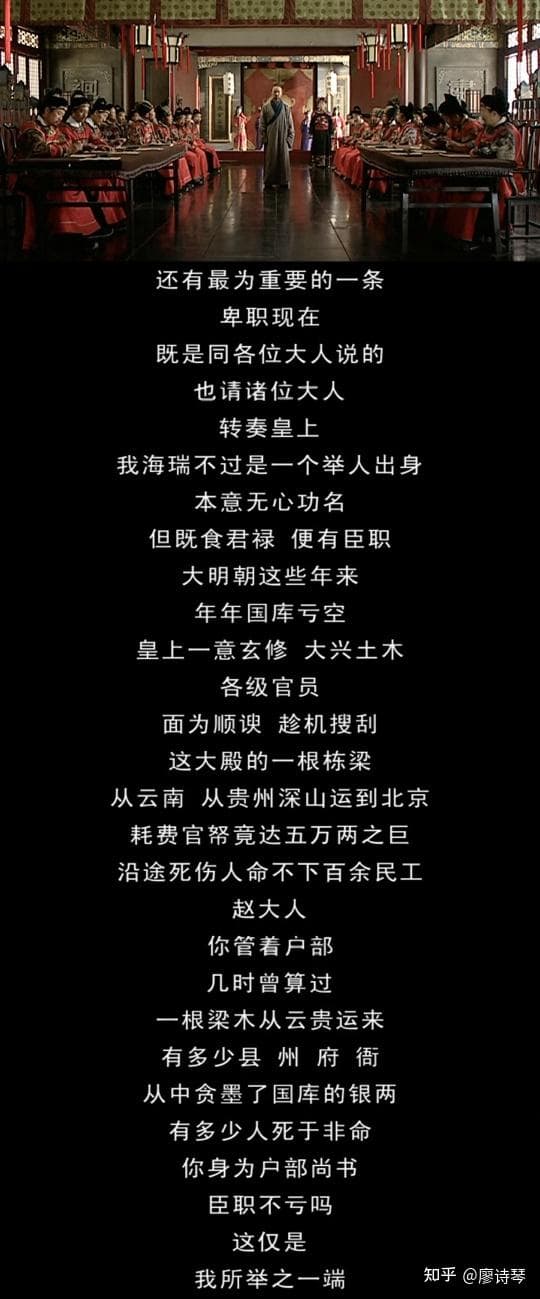 还有最为重要的一条
卑职现在
既是同各位大人说的
也请诸位大人
转奏皇上
我海瑞不过是一个举人出身
本意无心功名
但既食君禄 便有臣职
大明朝这些年来
年年国库亏空
皇上一意玄修 大兴土木
各级官员
面为顺谀 趁机搜刮
这大殿的一根栋梁
从云南 从贵州深山运到北京
耗费官帑竟达五万两之巨
沿途死伤人命不下百余民工
赵大人
你管着户部
几时曾算过
一根梁木从云贵运来
有多少县 州 府 衙
从中贪墨了国库的银两
有多少人死于非命
你身为户部尚书
臣职不亏吗
这仅是
我所举之一端
知乎 @廖诗琴